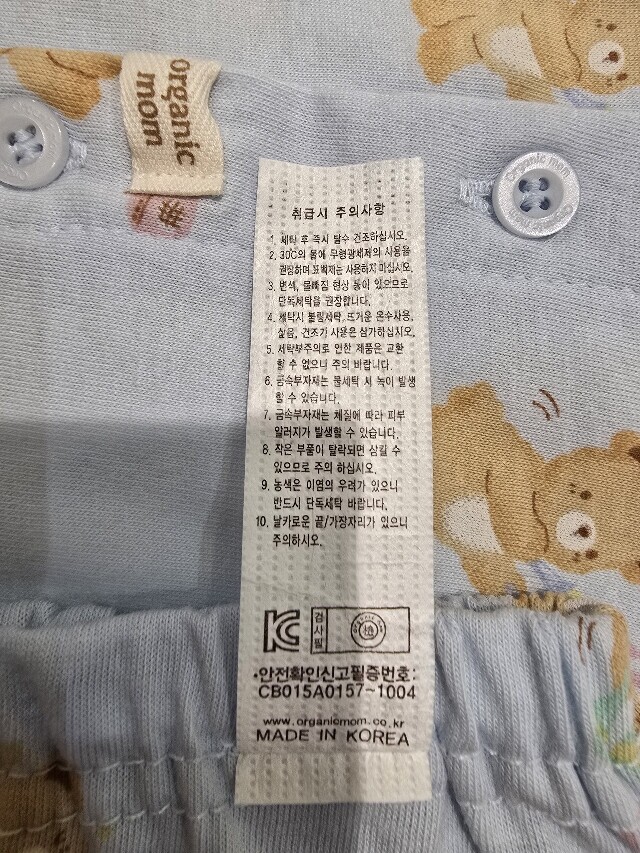 organic
mom
Organic mom
취급시 주의사항
1. 세탁 후 즉시 탈수 건조하십시오.
2. 30℃의 물에 무형광세제의 사용을
권장하며 표백제는 사용하지 마십시오.
3. 변색, 물빠짐 형상 등이 있으므로
단독세탁을 권장합니다.
4. 세탁시 불림세탁, 뜨거운 온수사용,
삶음, 건조가 사용은 삼가하십시오.
5. 세탁부주의로 인한 제품은 교환
할 수 없으니 주의 바랍니다.
6. 금속부자재는 물세탁 시 녹이 발생
할 수 있습니다.
7. 금속부자재는 체질에 따라 피부
알러지가 발생할 수 있습니다.
8. 작은 부품이 탈락되면 삼킬 수
있으므로 주의 하십시오.
9. 농색은 이염의 우려가 있으니
반드시 단독세탁 바랍니다.
10. 날카로운 끝/가장자리가 있으니
주의하시오.
KC 검사필
•안전확인신고필증번호:
CB015A0157~1004
www.organicmom.co.kr
MADE IN KOREA